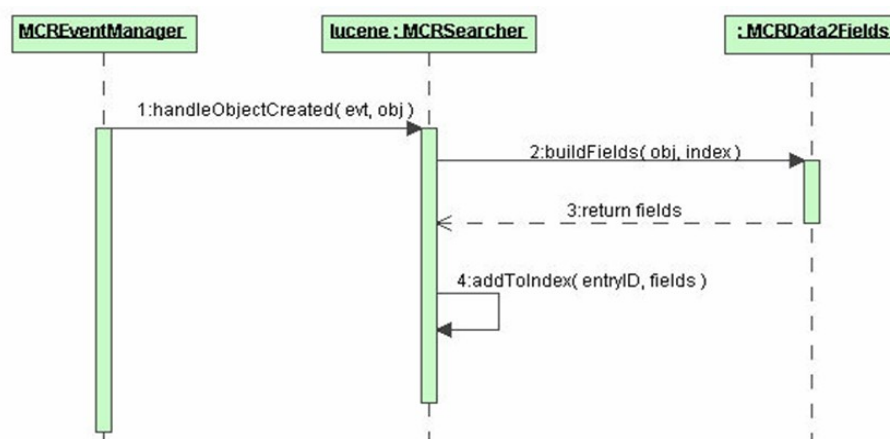 MCREventManager
lucene : MCRSearcher
: MCRData2Fields
1:handleObjectCreated( evt, obj )
2:buildFields( obj, index )
3:return fields
4:addToIndex( entryID, fields )